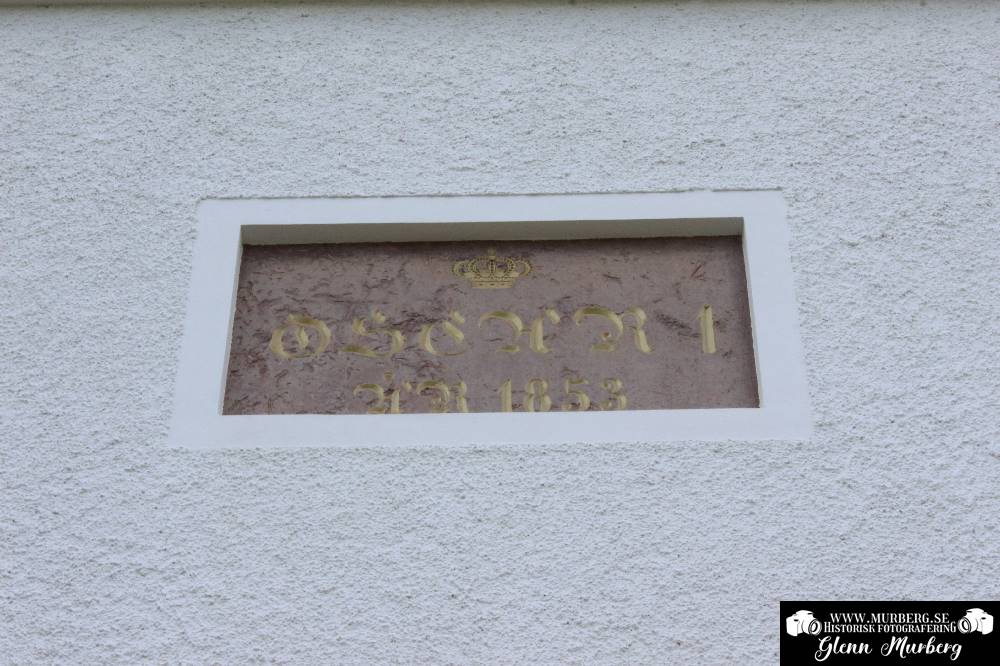 OSCAR I
ÅR 1853
WWW.MURBERG.SE
HISTORISK FOTOGRAFERING
Glenn Murberg